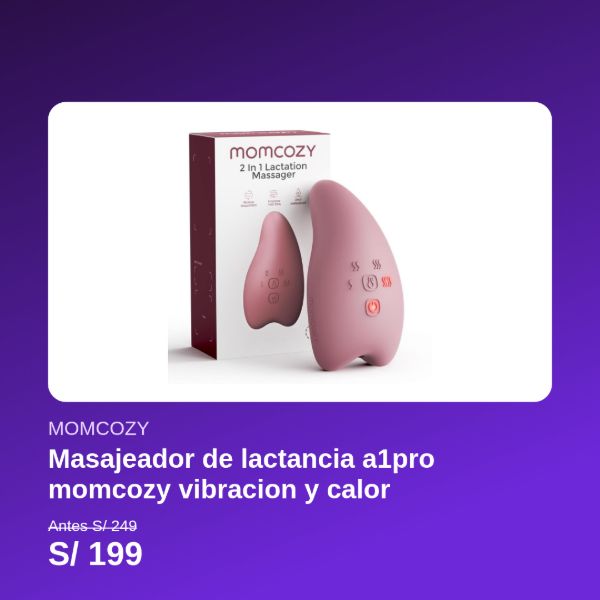 momcozy
2 In 1 Lactation
Massager
MOMCOZY
Masajeador de lactancia a1pro
momcozy vibracion y calor
Antes S/ 249
S/ 199